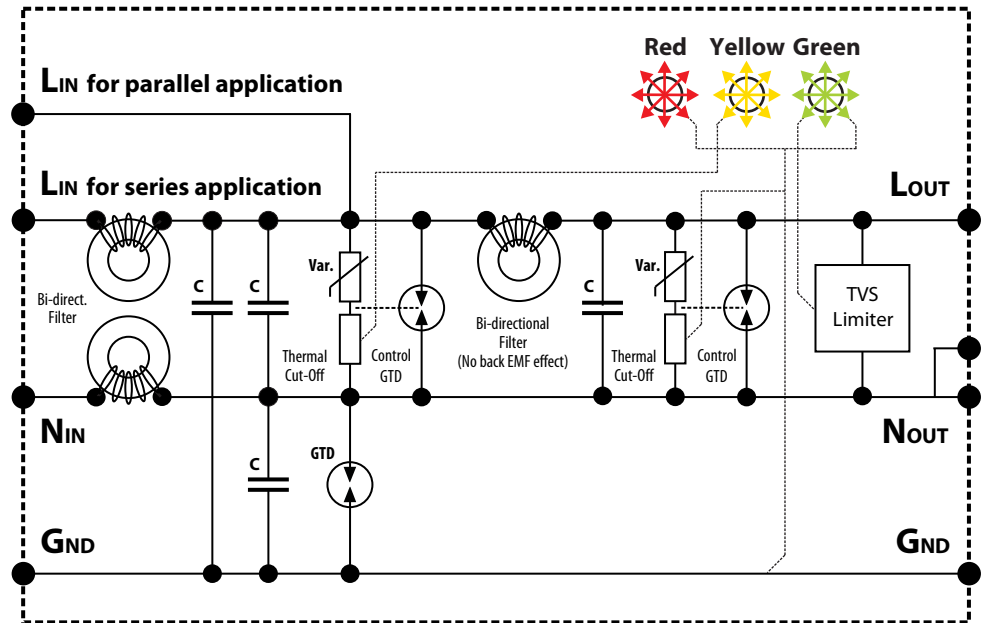 Red Yellow Green
LIN for parallel application
LIN for series application
LOUT
Var.
Var.
C
C
C
Bi-direct.
Filter
TVS
Limiter
Bi-directional
Filter
(No back EMF effect)
Thermal
Cut-Off
Control
GTD
Thermal
Cut-Off
Control
GTD
NIN
NOUT
GTD
C
GND
GND